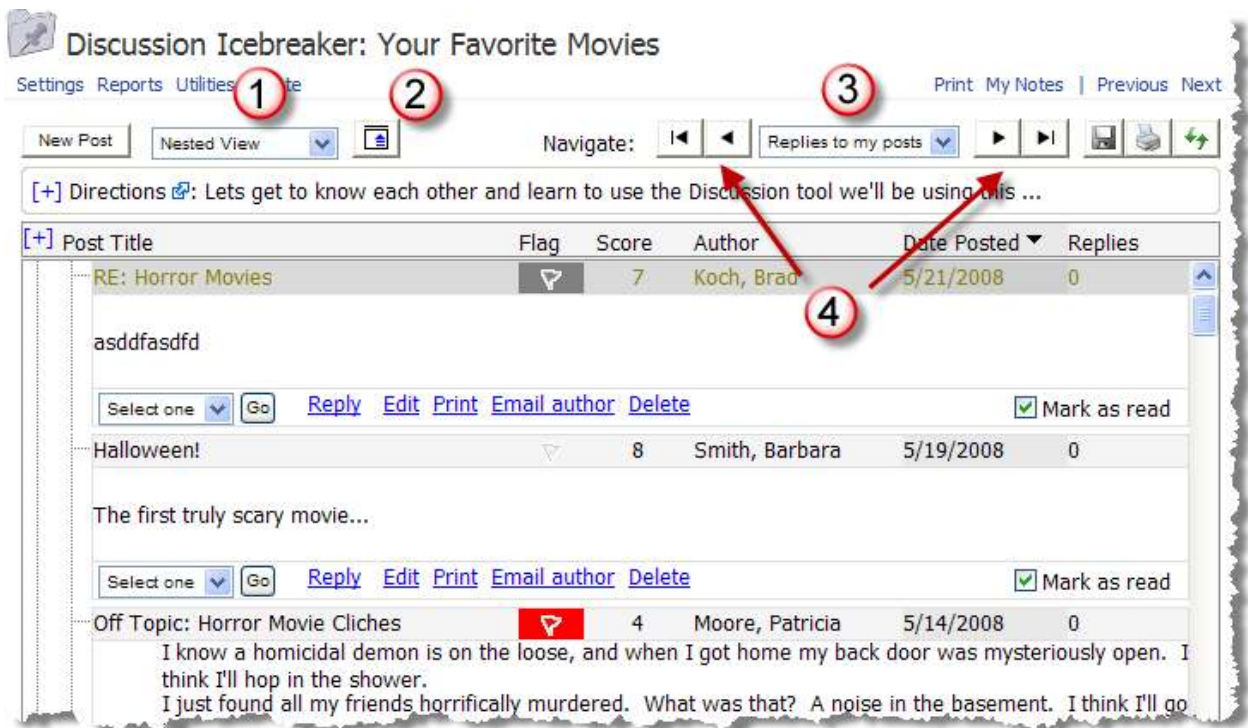 Discussion Icebreaker: Your Favorite Movies
Settings Reports Utilities te Print My Notes | Previous Next
1 2 3
New Post Nested View Navigate: Replies to my posts
[+] Directions : Lets get to know each other and learn to use the Discussion tool we'll be using this ...
[+] Post Title Flag Score Author Date Posted Replies
RE: Horror Movies 7 Koch, Brad 5/21/2008 0
4
asddfasdfd
Select one Go Reply Edit Print Email author Delete Mark as read
Halloween! 8 Smith, Barbara 5/19/2008 0
The first truly scary movie...
Select one Go Reply Edit Print Email author Delete Mark as read
Off Topic: Horror Movie Cliches 4 Moore, Patricia 5/14/2008 0
I know a homicidal demon is on the loose, and when I got home my back door was mysteriously open. I
think I'll hop in the shower.
I just found all my friends horrifically murdered. What was that? A noise in the basement. I think I'll go